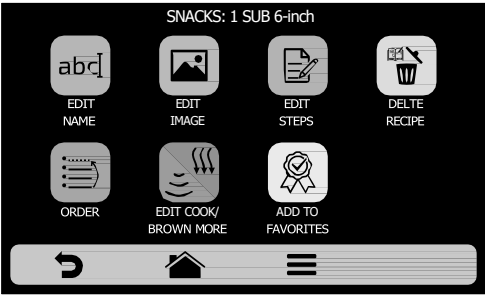 SNACKS: 1 SUB 6-inch
abc
EDIT
NAME
EDIT
IMAGE
EDIT
STEPS
DELTE
RECIPE
ORDER
EDIT COOK/
BROWN MORE
ADD TO
FAVORITES